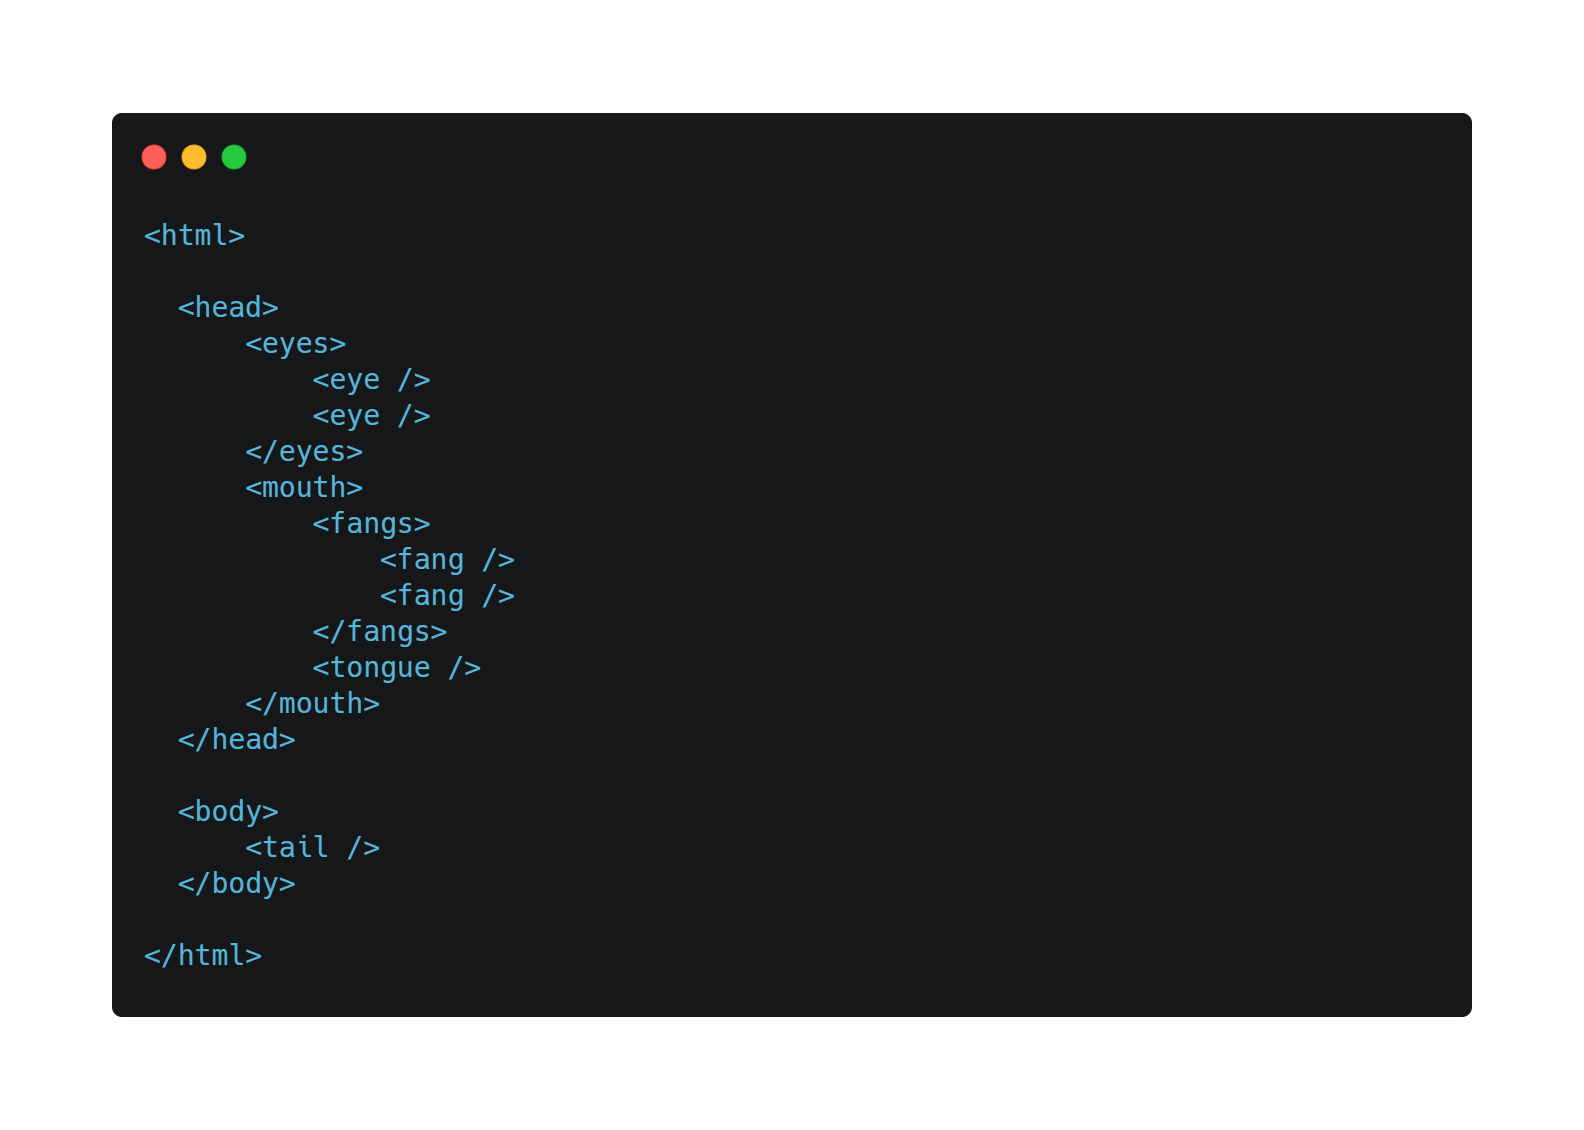 <html>
<head>
<eyes>
<eye />
<eye />
</eyes>
<mouth>
<fangs>
<fang />
<fang />
</fangs>
<tongue />
</mouth>
</head>
<body>
<tail />
</body>
</html>